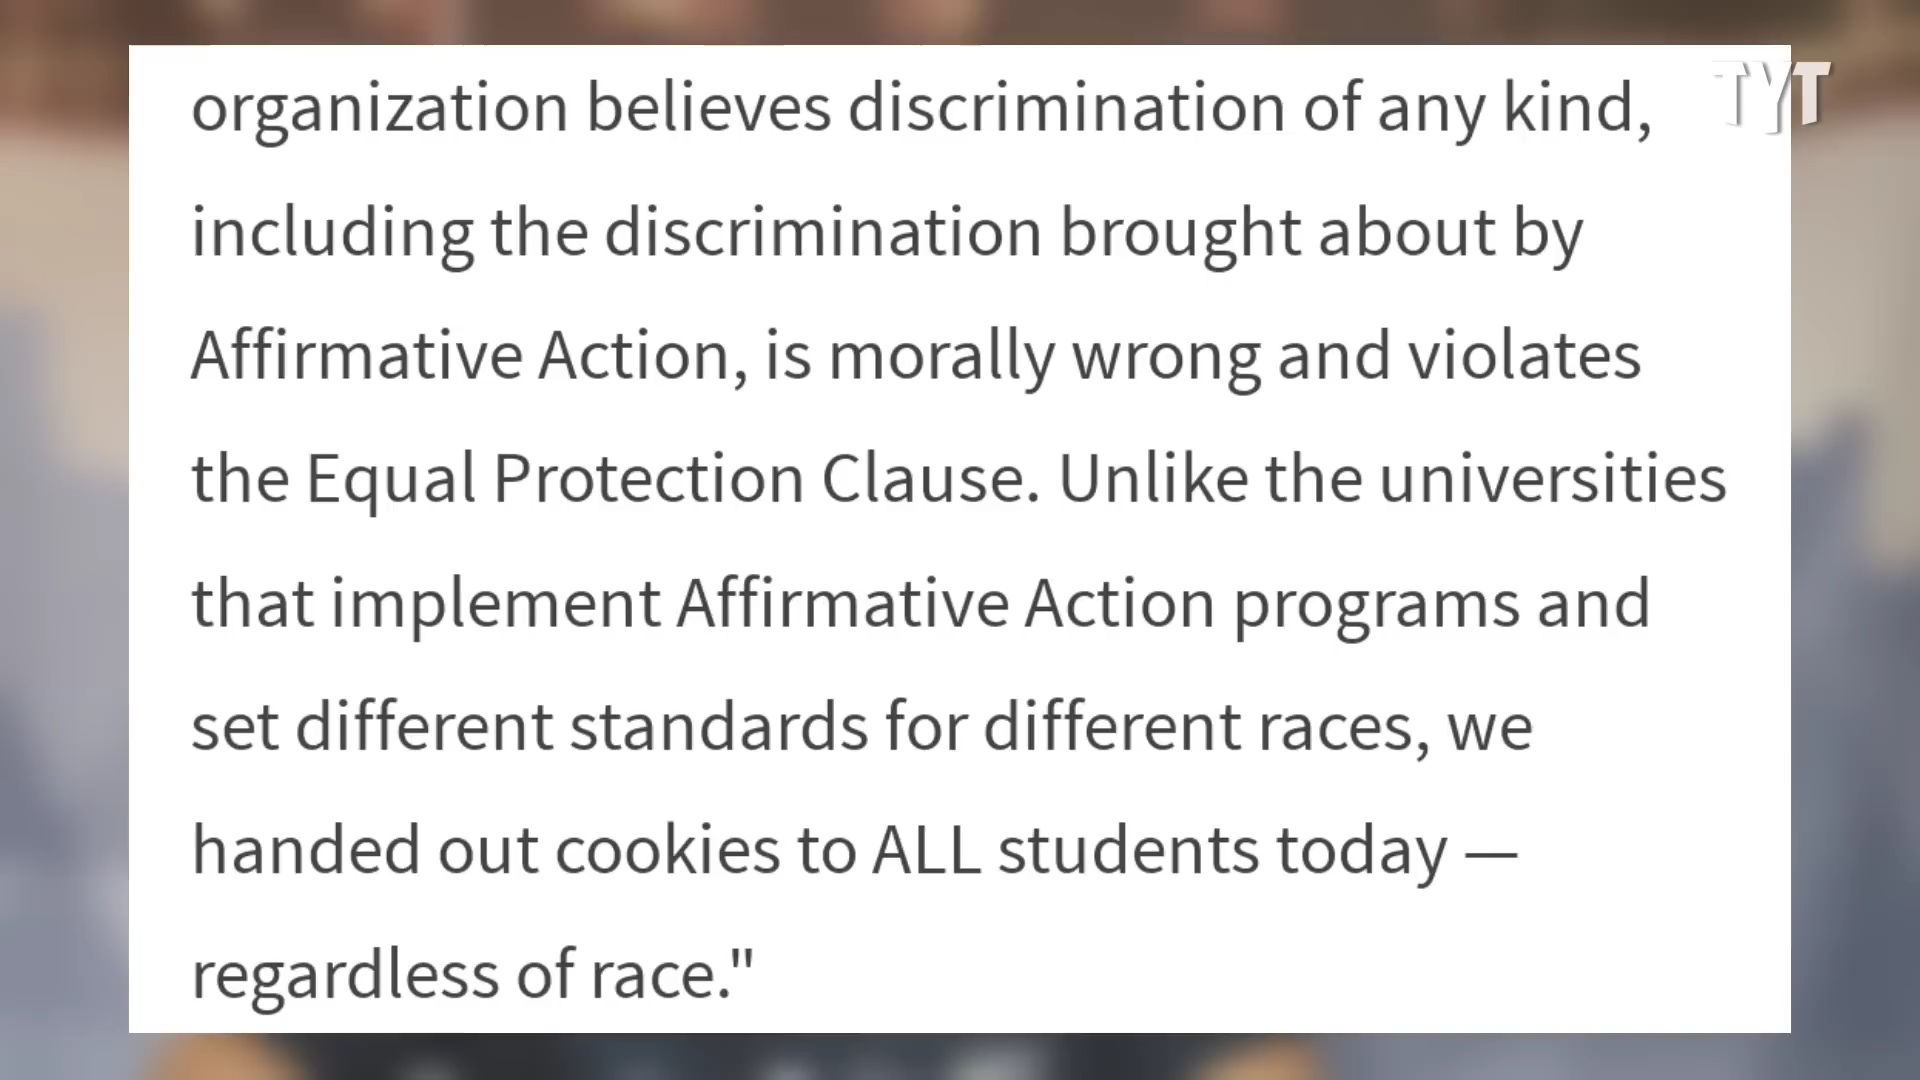 TYT
organization believes discrimination of any kind,
including the discrimination brought about by
Affirmative Action, is morally wrong and violates
the Equal Protection Clause. Unlike the universities
that implement Affirmative Action programs and
set different standards for different races, we
handed out cookies to ALL students today —
regardless of race."